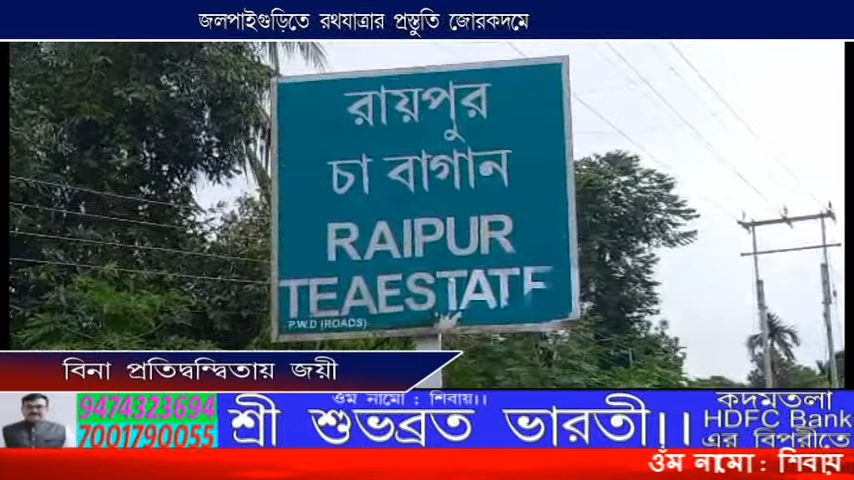 জলপাইগুড়িতে রথযাত্রার প্রস্তুতি জোরকদমে
রায়পুর
চা বাগান
RAIPUR
TEAESTATE
P.W.D (ROADS)
বিনা প্রতিদ্বন্দ্বিতায় জয়ী
ওঁম নামো : শিবায়।।
9474323694
7001790055
শ্রী শুভব্রত ভারতী।।
কদমতলা
HDFC Bank
এর বিপরীতে
ওঁম নামো : শিবায়